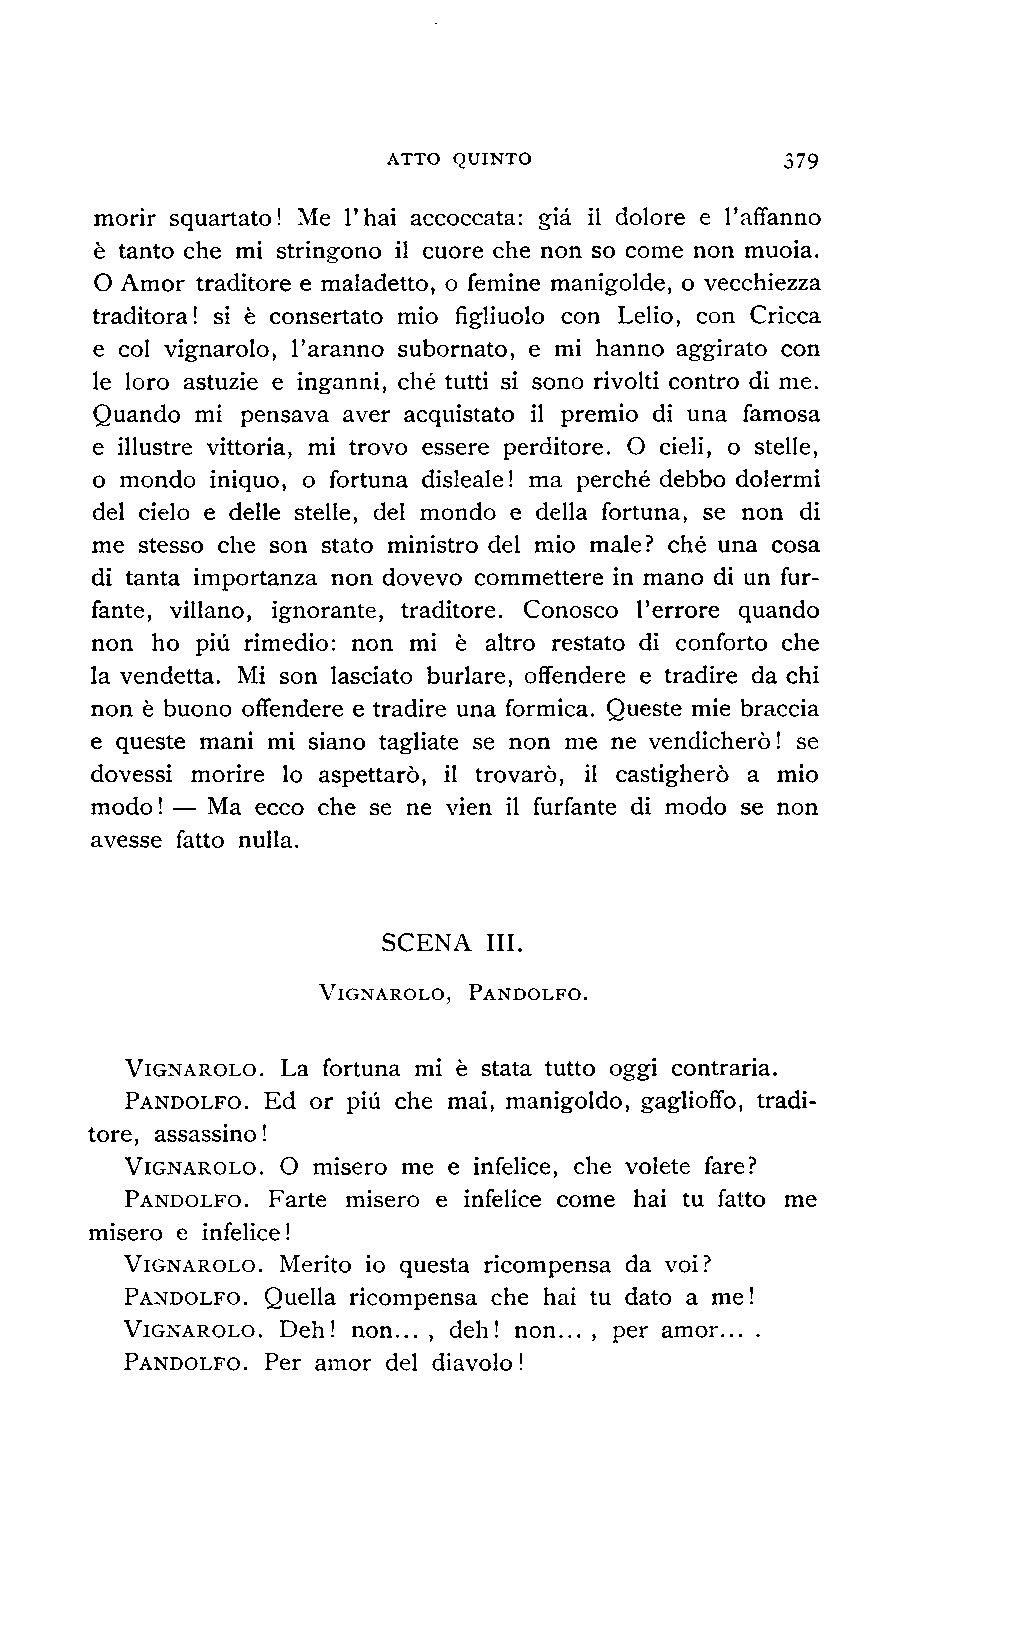 ATTO QUINTO 379
morir squartato! Me l'hai accoccata: giá il dolore e l'affanno
è tanto che mi stringono il cuore che non so come non muoia.
O Amor traditore e maladetto, o femine manigolde, o vecchiezza
traditora! si è consertato mio figliuolo con Lelio, con Cricca
e col vignarolo, l'aranno subornato, e mi hanno aggirato con
le loro astuzie e inganni, ché tutti si sono rivolti contro di me.
Quando mi pensava aver acquistato il premio di una famosa
e illustre vittoria, mi trovo essere perditore. O cieli, o stelle,
o mondo iniquo, o fortuna disleale! ma perché debbo dolermi
del cielo e delle stelle, del mondo e della fortuna, se non di
me stesso che son stato ministro del mio male? ché una cosa
di tanta importanza non dovevo commettere in mano di un fur-
fante, villano, ignorante, traditore. Conosco l'errore quando
non ho piú rimedio: non mi è altro restato di conforto che
la vendetta. Mi son lasciato burlare, offendere e tradire da chi
non è buono offendere e tradire una formica. Queste mie braccia
e queste mani mi siano tagliate se non me ne vendicherò! se
dovessi morire lo aspettarò, il trovarò, il castigherò a mio
modo! — Ma ecco che se ne vien il furfante di modo se non
avesse fatto nulla.
SCENA III.
VIGNAROLO, PANDOLFO.
VIGNAROLO. La fortuna mi è stata tutto oggi contraria.
PANDOLFO. Ed or piú che mai, manigoldo, gaglioffo, tradi-
tore, assassino!
VIGNAROLO. O misero me e infelice, che volete fare?
PANDOLFO. Farte misero e infelice come hai tu fatto me
misero e infelice!
VIGNAROLO. Merito io questa ricompensa da voi?
PANDOLFO. Quella ricompensa che hai tu dato a me!
VIGNAROLO. Deh! non... , deh! non... , per amor... .
PANDOLFO. Per amor del diavolo!